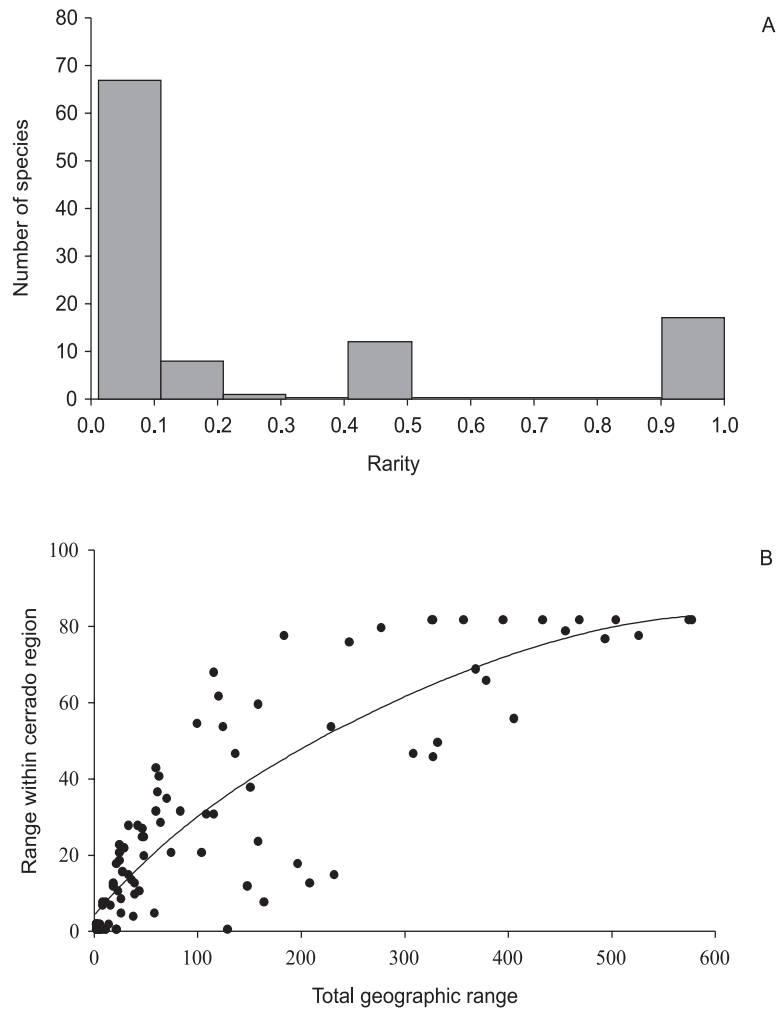 A
80
70
60
50
40
30
20
10
0
Number of species
0.0 0.1 0.2 0.3 0.4 0.5 0.6 0.7 0.8 0.9 1.0
Rarity
B
100
80
60
40
20
0
Range within cerrado region
0 100 200 300 400 500 600
Total geographic range